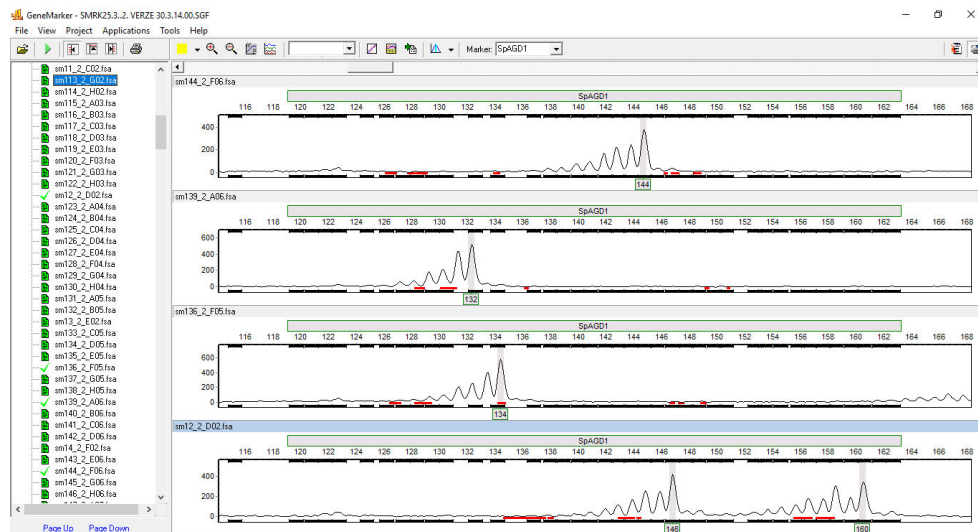 GeneMarker - SMRK25.3..2. VERZE 30.3.14.00.SGF
File View Project Applications Tools Help
Marker: SpAGD1
sm11_2_C02.fsa
sm113_2_G02.fsa
sm114_2_H02.fsa
sm115_2_A03.fsa
sm116_2_B03.fsa
sm117_2_C03.fsa
sm118_2_D03.fsa
sm119_2_E03.fsa
sm120_2_F03.fsa
sm121_2_G03.fsa
sm122_2_H03.fsa
sm12_2_D02.fsa
sm123_2_A04.fsa
sm124_2_B04.fsa
sm125_2_C04.fsa
sm126_2_D04.fsa
sm127_2_E04.fsa
sm128_2_F04.fsa
sm129_2_G04.fsa
sm130_2_H04.fsa
sm131_2_A05.fsa
sm132_2_B05.fsa
sm13_2_E02.fsa
sm133_2_C05.fsa
sm134_2_D05.fsa
sm135_2_E05.fsa
sm136_2_F05.fsa
sm137_2_G05.fsa
sm138_2_H05.fsa
sm139_2_A06.fsa
sm140_2_B06.fsa
sm141_2_C06.fsa
sm142_2_D06.fsa
sm14_2_F02.fsa
sm143_2_E06.fsa
sm144_2_F06.fsa
sm145_2_G06.fsa
sm146_2_H06.fsa
Page Up Page Down
sm144_2_F06.fsa
SpAGD1
116 118 120 122 124 126 128 130 132 134 136 138 140 142 144 146 148 150 152 154 156 158 160 162 164 166 168
400
200
0
144
sm139_2_A06.fsa
SpAGD1
116 118 120 122 124 126 128 130 132 134 136 138 140 142 144 146 148 150 152 154 156 158 160 162 164 166 168
600
400
200
0
132
sm136_2_F05.fsa
SpAGD1
116 118 120 122 124 126 128 130 132 134 136 138 140 142 144 146 148 150 152 154 156 158 160 162 164 166 168
600
400
200
0
134
sm12_2_D02.fsa
SpAGD1
116 118 120 122 124 126 128 130 132 134 136 138 140 142 144 146 148 150 152 154 156 158 160 162 164 166 168
400
200
0
146 160